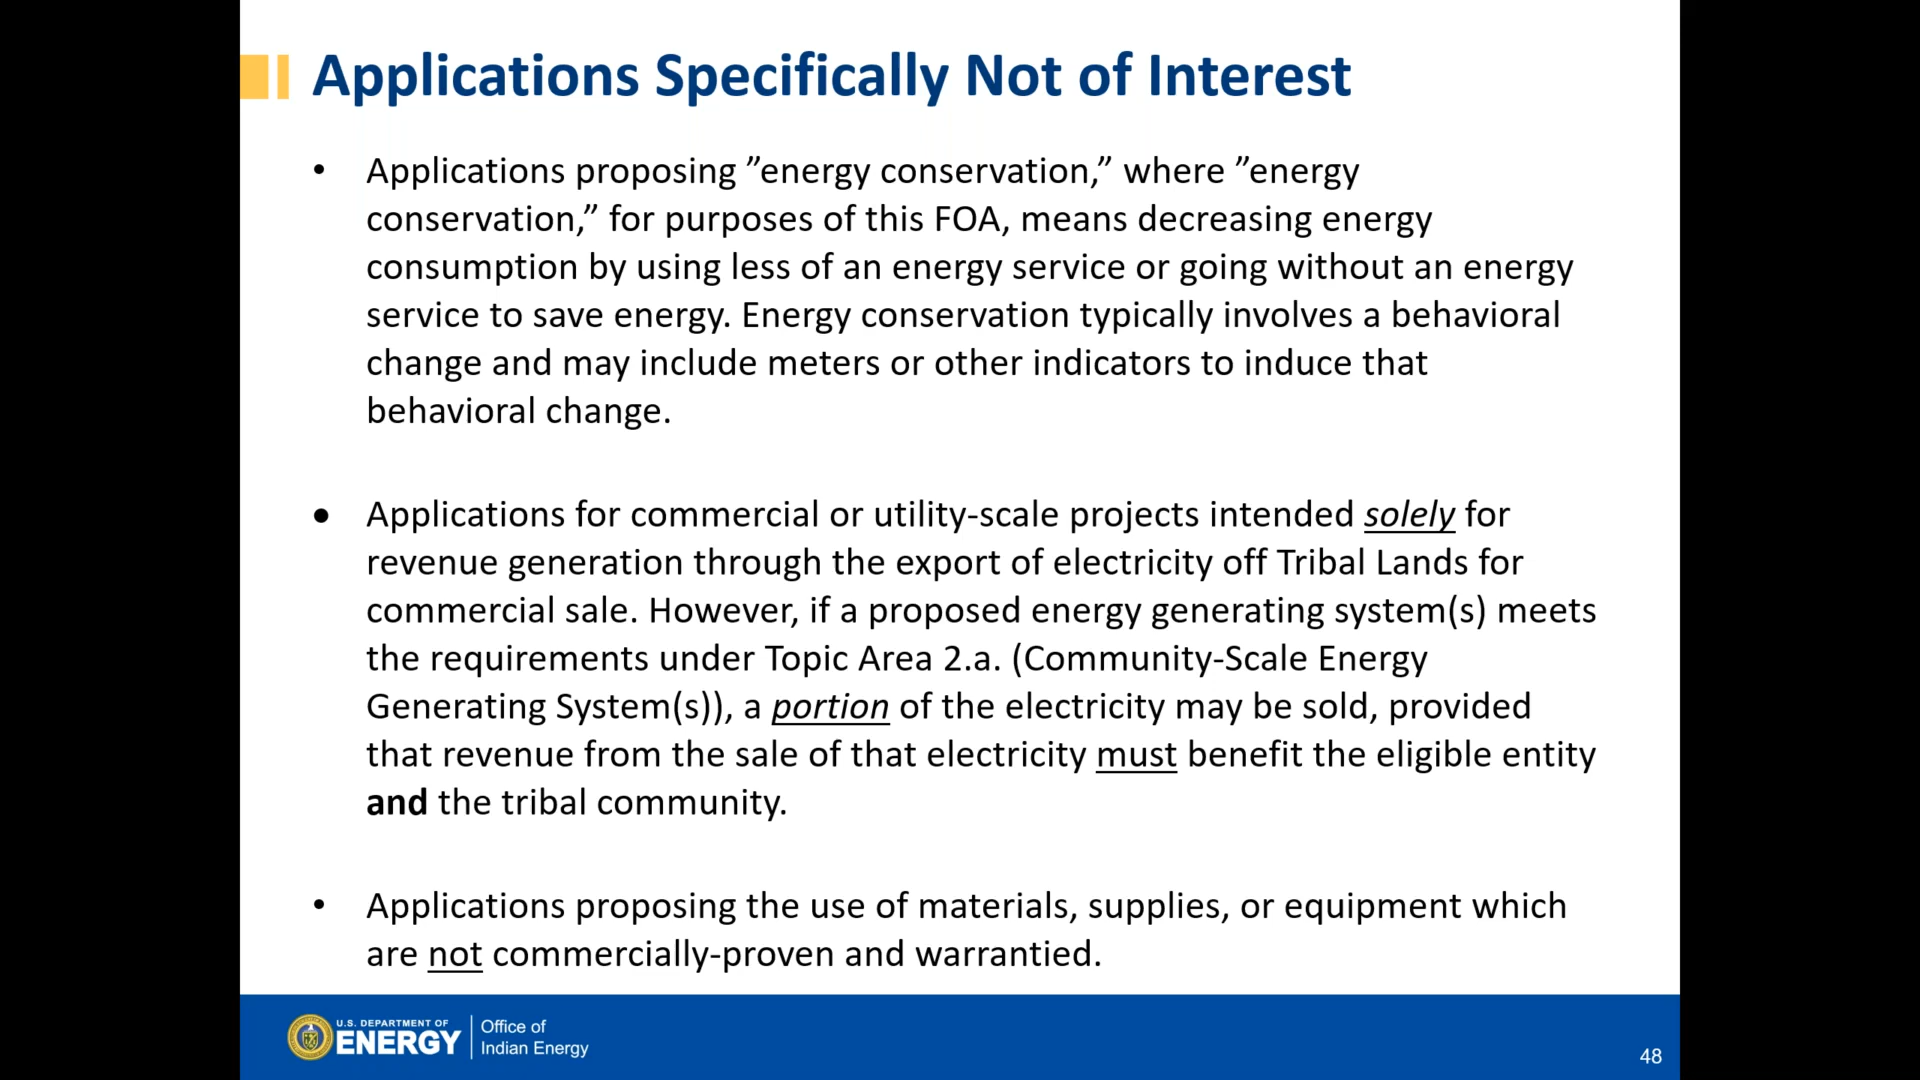 Applications Specifically Not of Interest
• Applications proposing ”energy conservation,” where ”energy
conservation,” for purposes of this FOA, means decreasing energy
consumption by using less of an energy service or going without an energy
service to save energy. Energy conservation typically involves a behavioral
change and may include meters or other indicators to induce that
behavioral change.
• Applications for commercial or utility-scale projects intended solely for
revenue generation through the export of electricity off Tribal Lands for
commercial sale. However, if a proposed energy generating system(s) meets
the requirements under Topic Area 2.a. (Community-Scale Energy
Generating System(s)), a portion of the electricity may be sold, provided
that revenue from the sale of that electricity must benefit the eligible entity
and the tribal community.
• Applications proposing the use of materials, supplies, or equipment which
are not commercially-proven and warrantied.
U.S. DEPARTMENT OF
ENERGY
Office of
Indian Energy
48